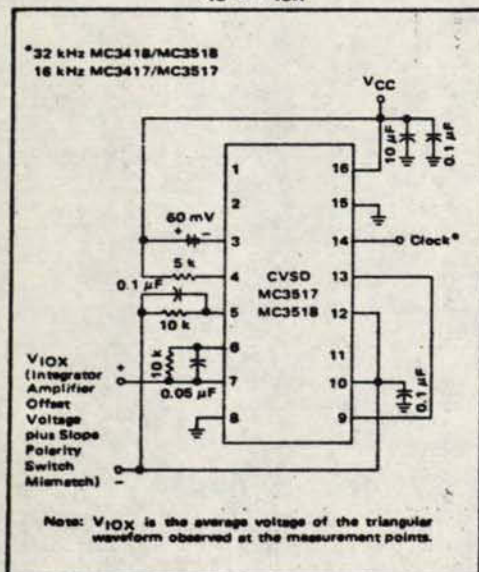 *32 kHz MC3418/MC3518
16 kHz MC3417/MC3517
VCC
10 µF
0.1 µF
1
16
2
15
60 mV
+ -
3
14
Clock*
5 k
0.1 µF
4
CVSD
13
MC3517
5
MC3518
12
10 k
6
11
10 k
VIOX
(Integrator
Amplifier
Offset
Voltage
plus Slope
Polarity
Switch
Mismatch)
+
-
7
10
0.05 µF
0.1 µF
8
9
Note: VIOX is the average voltage of the triangular
waveform observed at the measurement points.